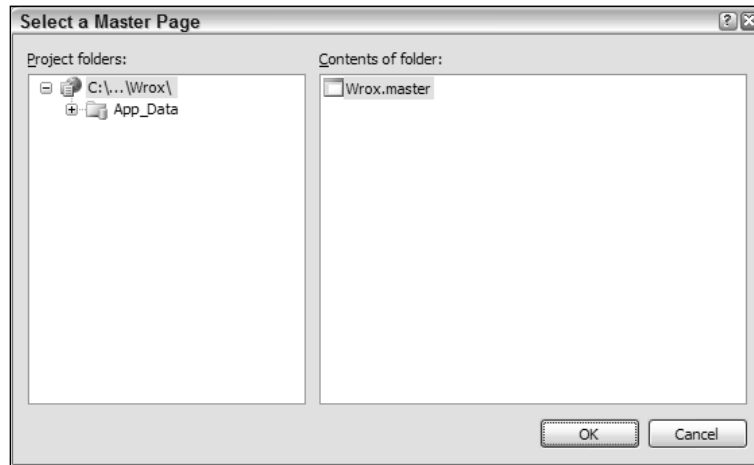 Select a Master Page
Project folders:
Contents of folder:
C:\...\Wrox\
Wrox.master
App_Data
OK
Cancel